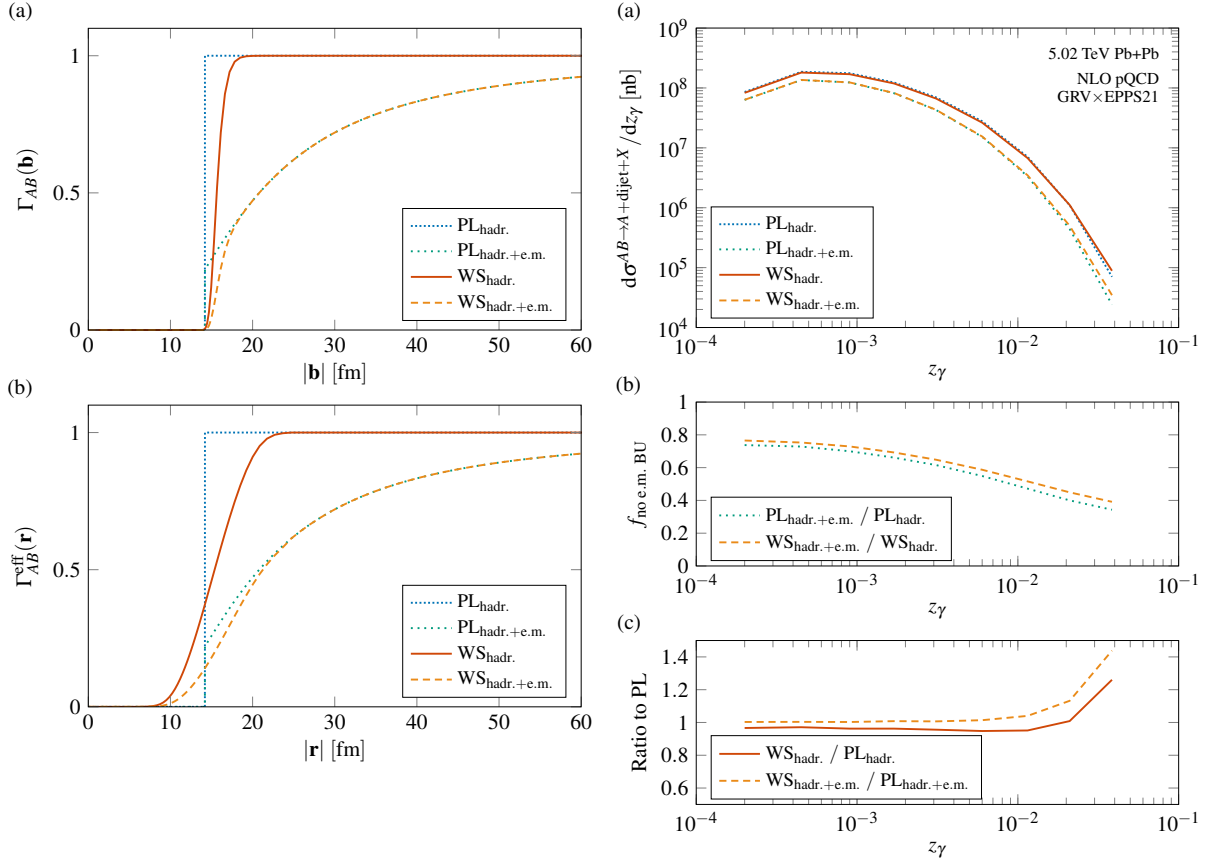 (a)
1
0.5
0
Γ_AB(b)
0 10 20 30 40 50 60
|b| [fm]
PL_hadr.
PL_hadr.+e.m.
WS_hadr.
WS_hadr.+e.m.
(b)
1
0.5
0
Γ^eff_AB(r)
0 10 20 30 40 50 60
|r| [fm]
PL_hadr.
PL_hadr.+e.m.
WS_hadr.
WS_hadr.+e.m.
(a)
10^9
10^8
10^7
10^6
10^5
10^4
dσ^{AB→A+dijet+X}/dz_γ [nb]
5.02 TeV Pb+Pb
NLO pQCD
GRV×EPPS21
PL_hadr.
PL_hadr.+e.m.
WS_hadr.
WS_hadr.+e.m.
10^−4 10^−3 10^−2 10^−1
z_γ
(b)
1
0.8
0.6
0.4
0.2
0
f_no e.m. BU
PL_hadr.+e.m. / PL_hadr.
WS_hadr.+e.m. / WS_hadr.
10^−4 10^−3 10^−2 10^−1
z_γ
(c)
1.4
1.2
1
0.8
0.6
Ratio to PL
WS_hadr. / PL_hadr.
WS_hadr.+e.m. / PL_hadr.+e.m.
10^−4 10^−3 10^−2 10^−1
z_γ